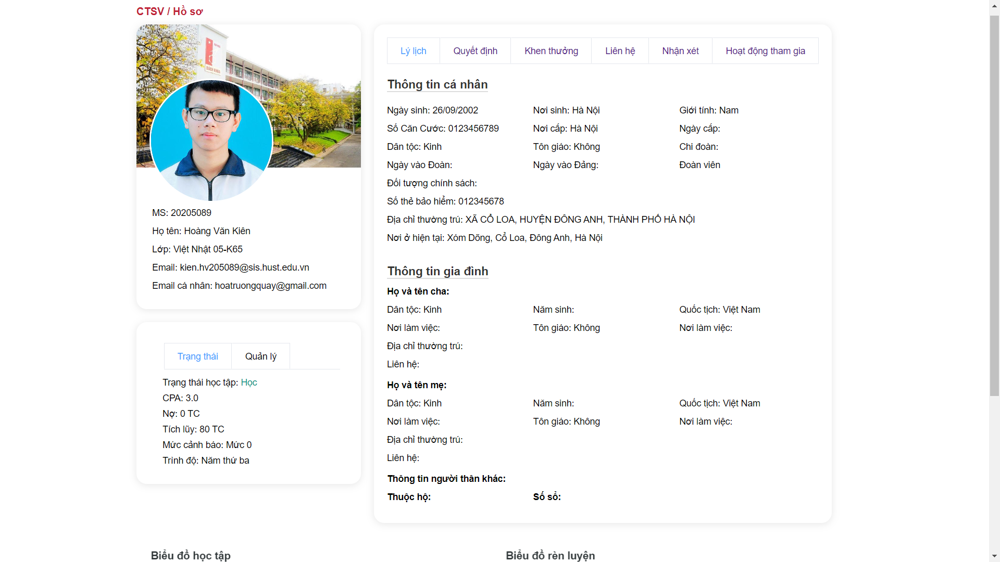 CTSV / Hồ sơ
BÁCH KHOA
MS: 20205089
Họ tên: Hoàng Văn Kiên
Lớp: Việt Nhật 05-K65
Email: kien.hv205089@sis.hust.edu.vn
Email cá nhân: hoatruongquay@gmail.com
Trạng thái Quản lý
Trạng thái học tập: Học
CPA: 3.0
Nợ: 0 TC
Tích lũy: 80 TC
Mức cảnh báo: Mức 0
Trình độ: Năm thứ ba
Lý lịch Quyết định Khen thưởng Liên hệ Nhận xét Hoạt động tham gia
Thông tin cá nhân
Ngày sinh: 26/09/2002 Nơi sinh: Hà Nội Giới tính: Nam
Số Căn Cước: 0123456789 Nơi cấp: Hà Nội Ngày cấp:
Dân tộc: Kinh Tôn giáo: Không Chi đoàn:
Ngày vào Đoàn: Ngày vào Đảng: Đoàn viên
Đối tượng chính sách:
Số thẻ bảo hiểm: 012345678
Địa chỉ thường trú: XÃ CỔ LOA, HUYỆN ĐÔNG ANH, THÀNH PHỐ HÀ NỘI
Nơi ở hiện tại: Xóm Dõng, Cổ Loa, Đông Anh, Hà Nội
Thông tin gia đình
Họ và tên cha:
Dân tộc: Kinh Năm sinh: Quốc tịch: Việt Nam
Nơi làm việc: Tôn giáo: Không Nơi làm việc:
Địa chỉ thường trú:
Liên hệ:
Họ và tên mẹ:
Dân tộc: Kinh Năm sinh: Quốc tịch: Việt Nam
Nơi làm việc: Tôn giáo: Không Nơi làm việc:
Địa chỉ thường trú:
Liên hệ:
Thông tin người thân khác:
Thuộc hộ: Số sổ:
Biểu đồ học tập Biểu đồ rèn luyện